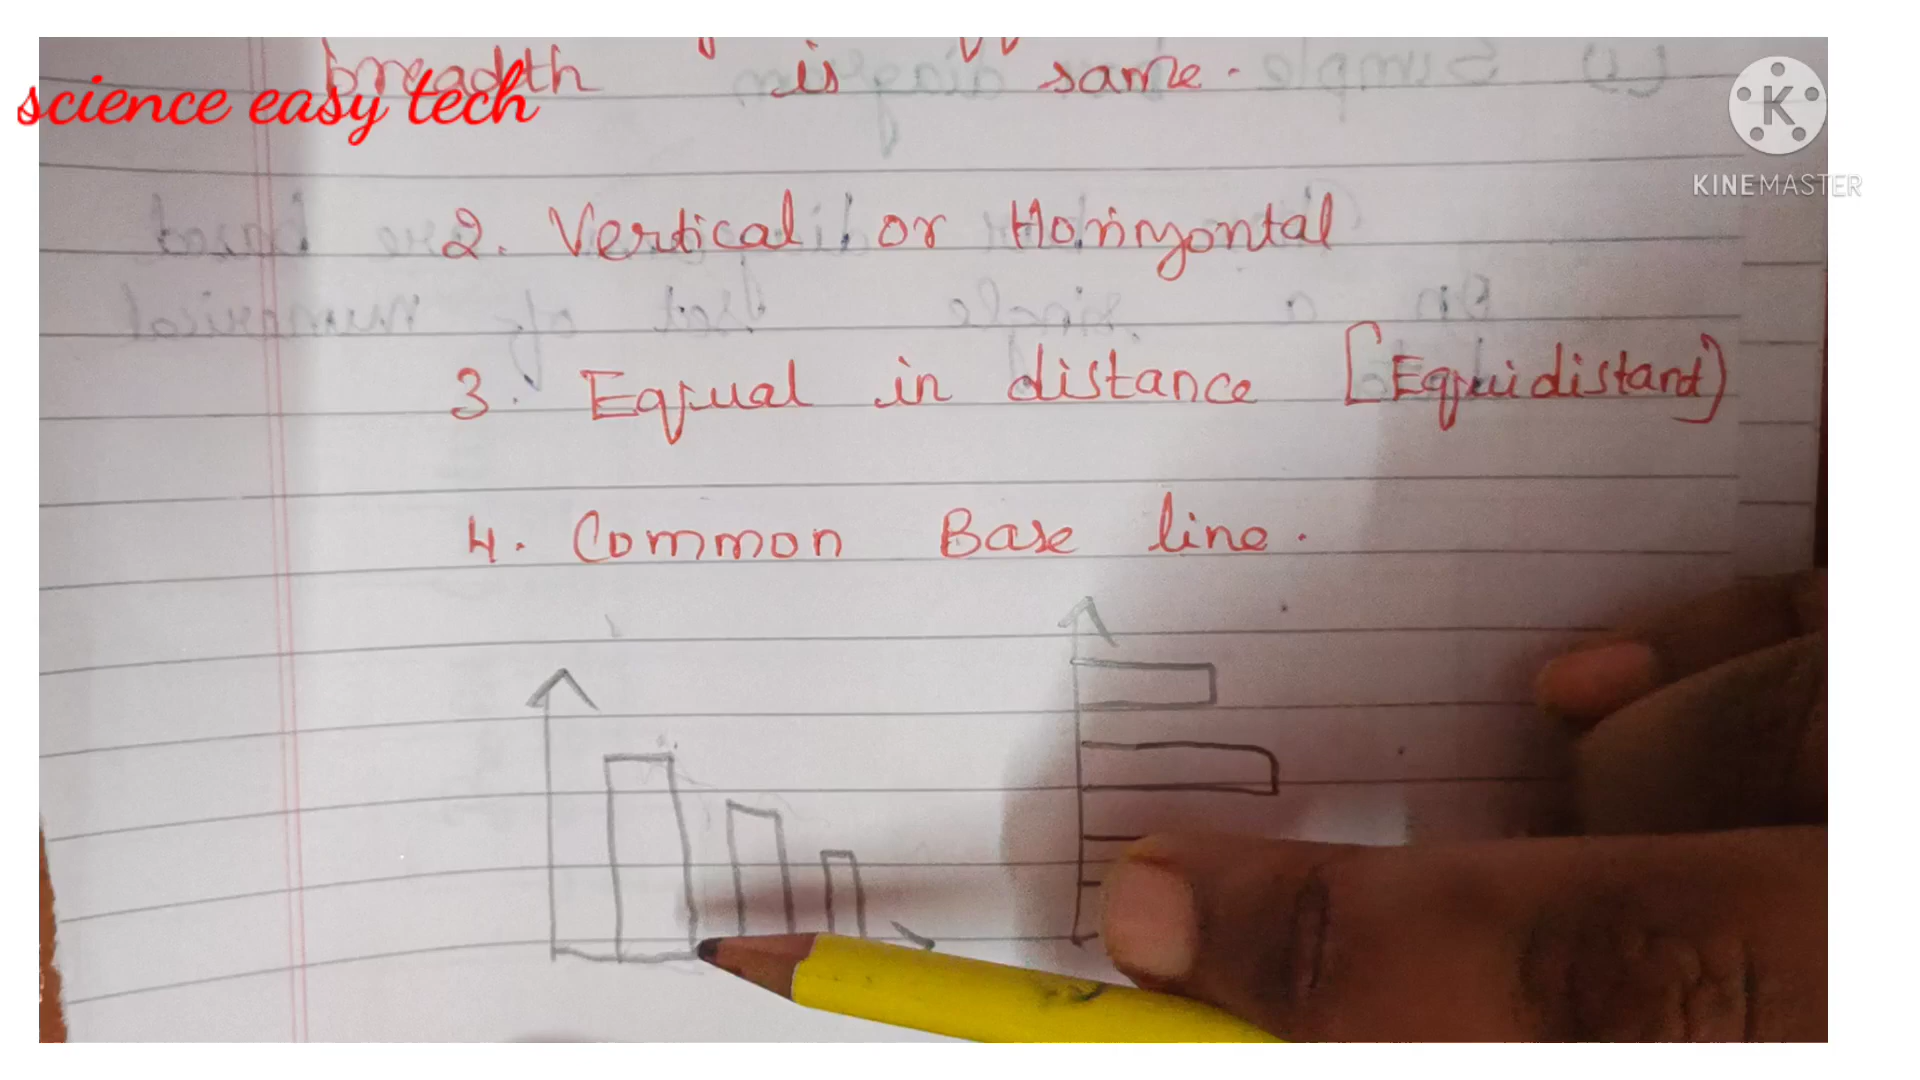 breadth is same.
science easy tech
KINEMASTER
2. Vertical or Horizontal
3. Equal in distance [Equidistant]
4. Common Base line.